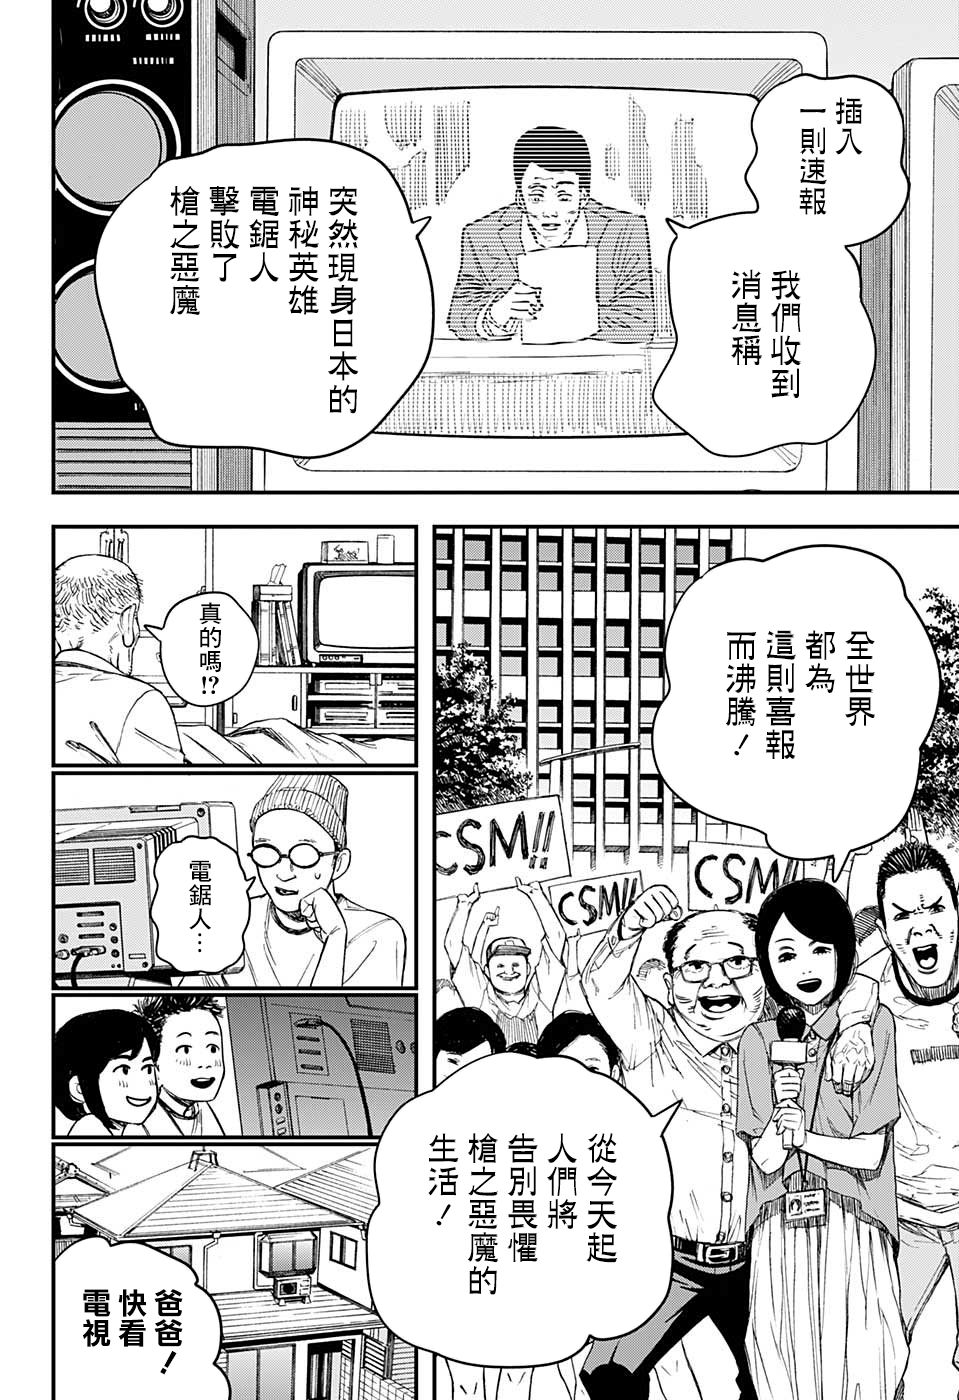 插入
一則速報
我們收到
消息稱
突然現身日本的
神秘英雄
電鋸人
擊敗了
槍之惡魔
全世界
都為
這則喜報
而沸騰！
CSM!!
CSM!!
CSM!!
從今天起
人們將
告別畏懼
槍之惡魔的
生活！
真的嗎!?
電鋸人…
爸爸！
快看
電視